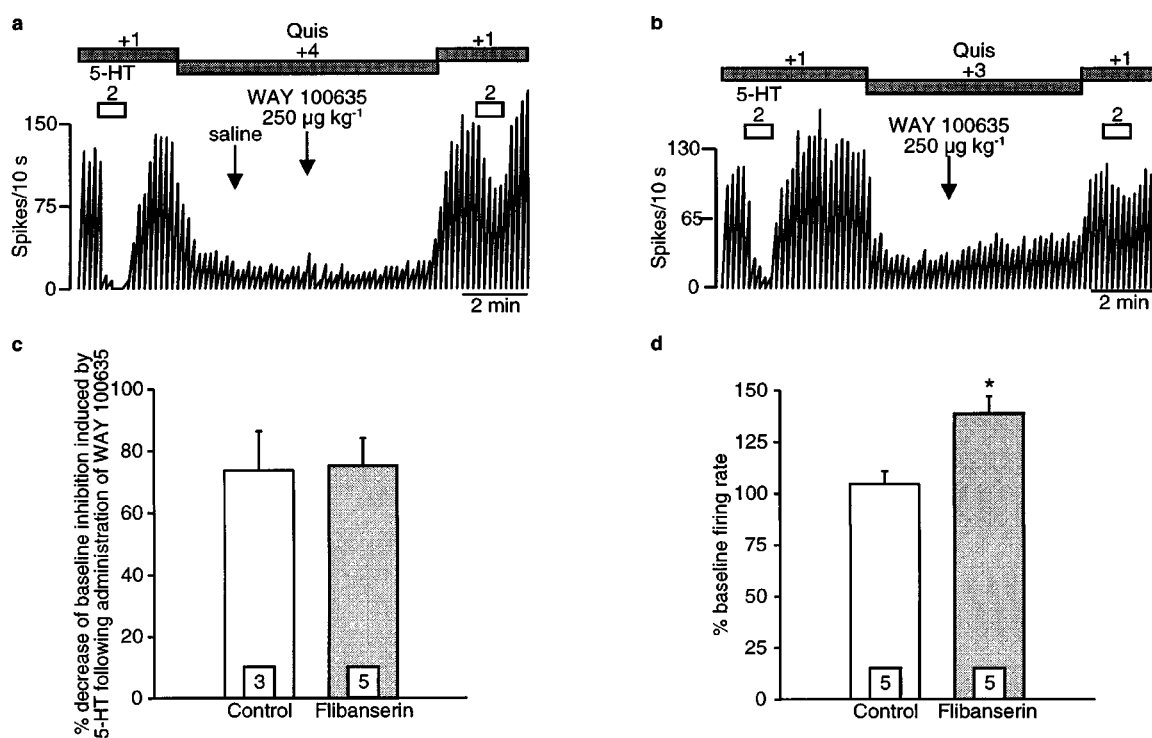 a
Quis
+1
+4
+1
5-HT
2
WAY 100635
250 µg kg⁻¹
saline
2
150
75
0
Spikes/10 s
2 min
b
Quis
+1
+3
+1
5-HT
2
WAY 100635
250 µg kg⁻¹
2
130
65
0
Spikes/10 s
2 min
c
% decrease of baseline inhibition induced by
5-HT following administration of WAY 100635
100
80
60
40
20
0
3
5
Control
Flibanserin
d
% baseline firing rate
150
125
100
75
50
25
0
*
5
5
Control
Flibanserin